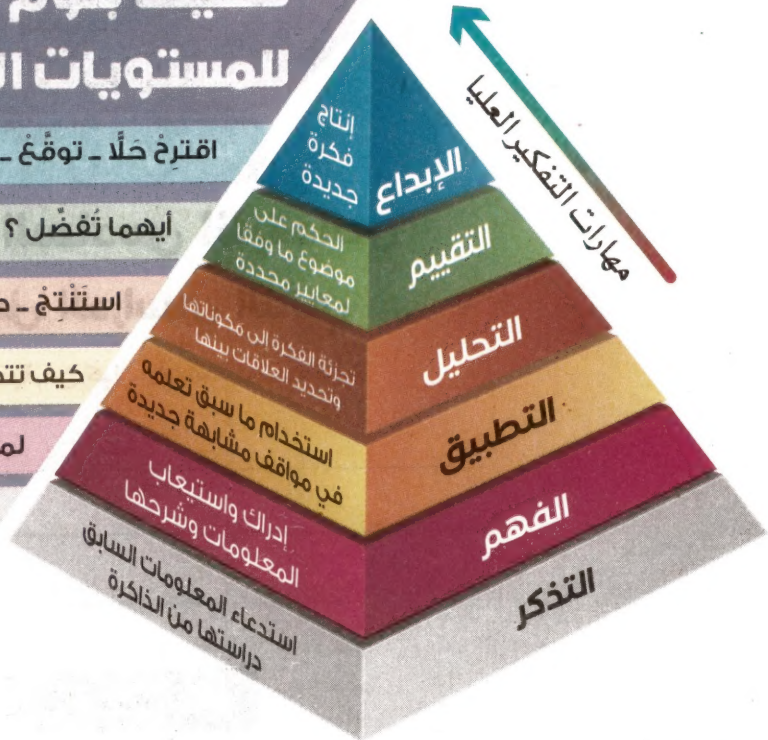 للمستويات
اقترحْ حَلًّا ـ توقَّعْ ـ
أيهما تُفضِّل ؟
استَنْتِجْ ـ
كيف
مهارات التفكير العليا
الإبداع
إنتاج
فكرة
جديدة
التقييم
الحكم على
موضوع ما وفقًا
لمعايير محددة
التحليل
تجزئة الفكرة إلى مكوناتها
وتحديد العلاقات بينها
التطبيق
استخدام ما سبق تعلمه
في مواقف مشابهة جديدة
الفهم
إدراك واستيعاب
المعلومات وشرحها
التذكر
استدعاء المعلومات السابق
دراستها من الذاكرة